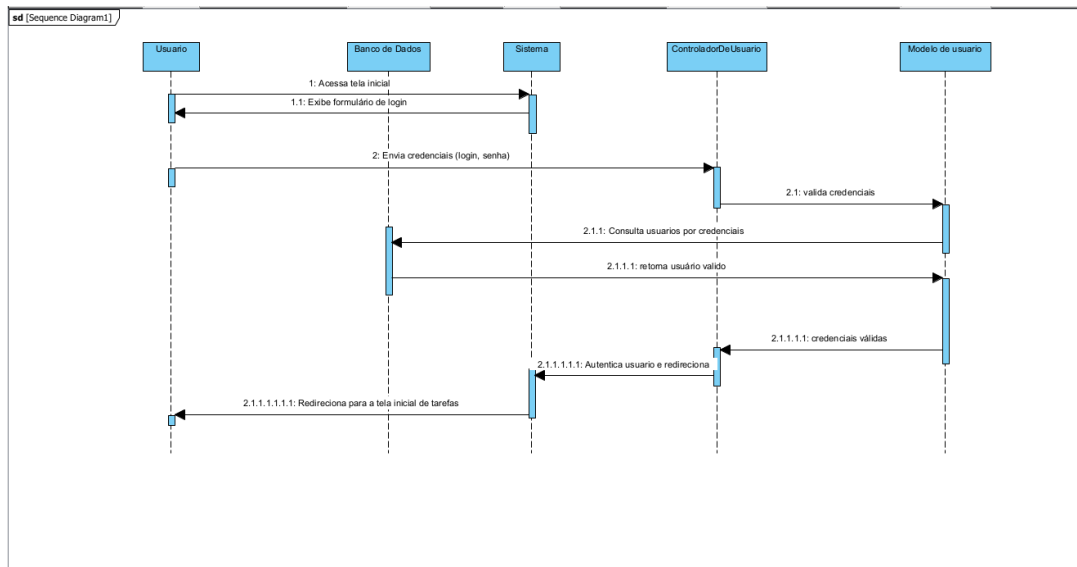 sd [Sequence Diagram1]
Usuario
Banco de Dados
Sistema
ControladorDeUsuario
Modelo de usuario
1: Acessa tela inicial
1.1: Exibe formulário de login
2: Envia credenciais (login, senha)
2.1: valida credenciais
2.1.1: Consulta usuarios por credenciais
2.1.1.1: retorna usuário valido
2.1.1.1.1: credenciais válidas
2.1.1.1.1.1: Autentica usuario e redireciona
2.1.1.1.1.1.1: Redireciona para a tela inicial de tarefas